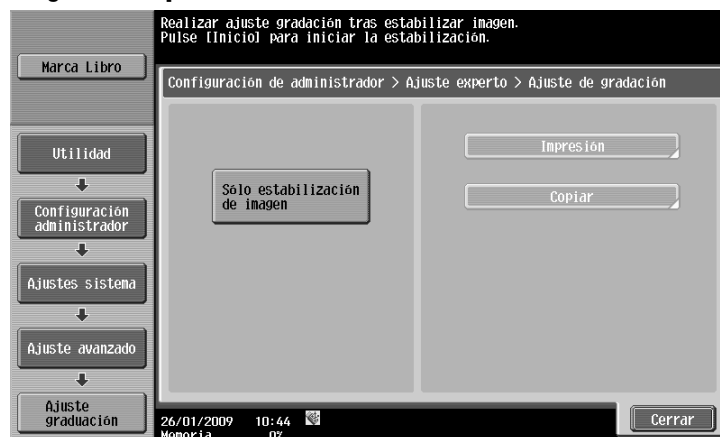 Realizar ajuste gradación tras estabilizar imagen.
Pulse [Inicio] para iniciar la estabilización.
Marca Libro
Configuración de administrador > Ajuste experto > Ajuste de gradación
Utilidad
Configuración
administrador
Ajustes sistema
Ajuste avanzado
Ajuste
graduación
Sólo estabilización
de imagen
Impresión
Copiar
26/01/2009 10:44
Memoria 0%
Cerrar